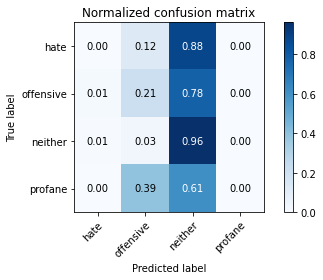 Normalized confusion matrix
True label
hate 0.00 0.12 0.88 0.00
offensive 0.01 0.21 0.78 0.00
neither 0.01 0.03 0.96 0.00
profane 0.00 0.39 0.61 0.00
hate offensive neither profane
Predicted label
0.8
0.6
0.4
0.2
0.0